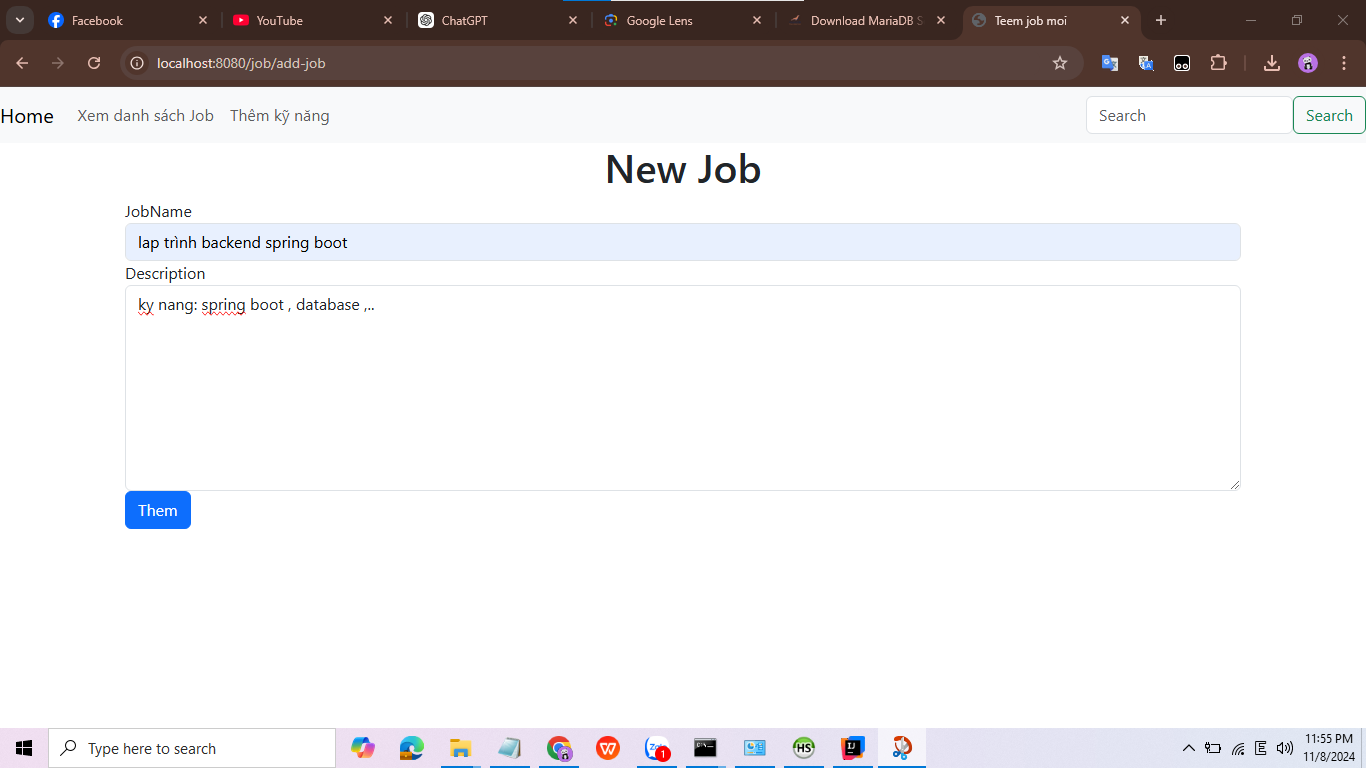 Facebook
YouTube
ChatGPT
Google Lens
Download MariaDB S
Teem job moi
localhost:8080/job/add-job
Home
Xem danh sách Job
Thêm kỹ năng
Search
Search
New Job
JobName
lap trình backend spring boot
Description
ky nang: spring boot , database ,..
Them
Type here to search
11:55 PM
11/8/2024